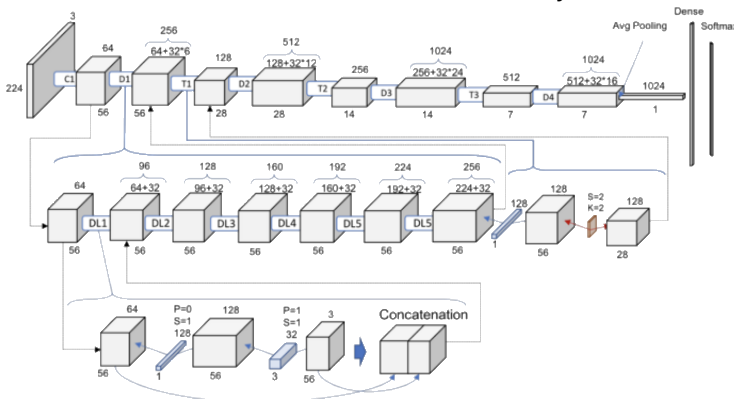 Dense
Softma
Avg Pooling
3
64
256
64+32*6
128
512
128+32*12
256
1024
256+32*24
512
1024
512+32*16
1024
224
C1
D1
T1
D2
T2
D3
T3
D4
56
56
28
28
14
14
7
7
1
64
96
64+32
128
96+32
160
128+32
192
160+32
224
192+32
256
224+32
128
128
S=2
K=2
128
DL1
DL2
DL3
DL4
DL5
DL5
56
56
56
56
56
56
56
1
56
28
64
P=0
S=1
128
128
P=1
S=1
32
3
Concatenation
56
1
56
3
56